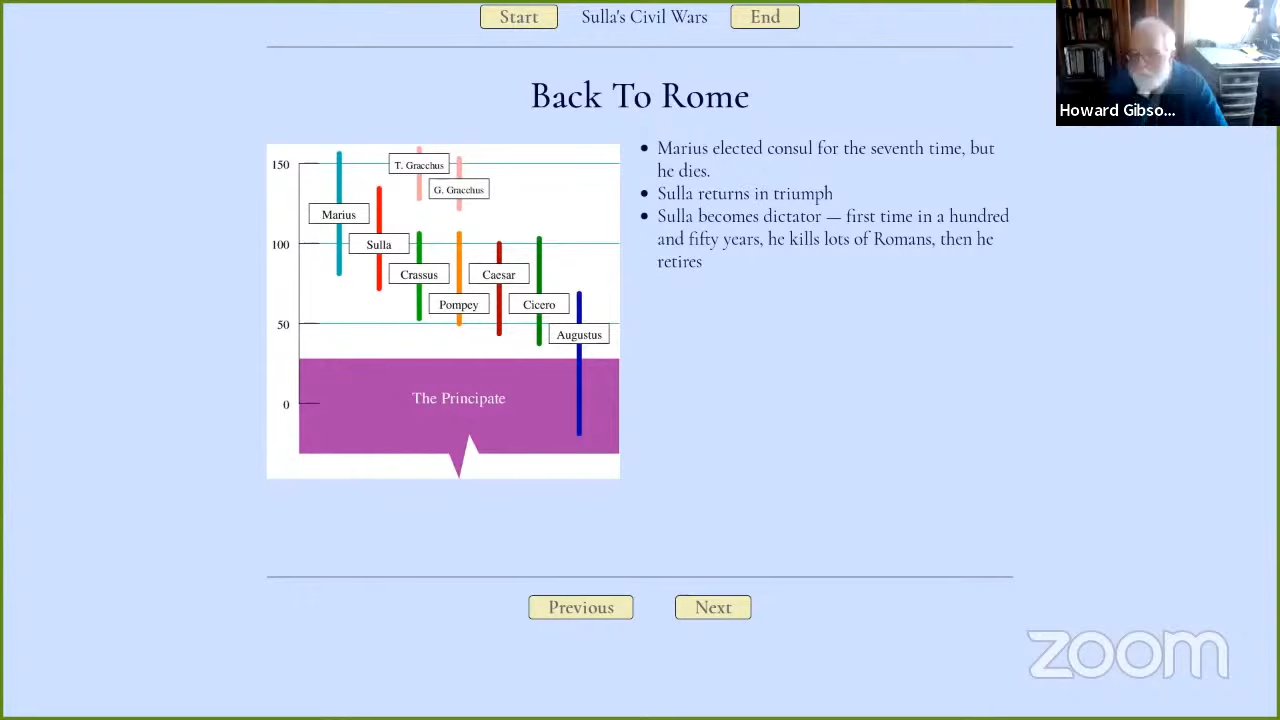 Start Sulla's Civil Wars End
Howard Gibso...
Back To Rome
150
100
50
0
T. Gracchus
G. Gracchus
Marius
Sulla
Crassus
Caesar
Pompey
Cicero
Augustus
The Principate
• Marius elected consul for the seventh time, but
he dies.
• Sulla returns in triumph
• Sulla becomes dictator — first time in a hundred
and fifty years, he kills lots of Romans, then he
retires
Previous Next
zoom